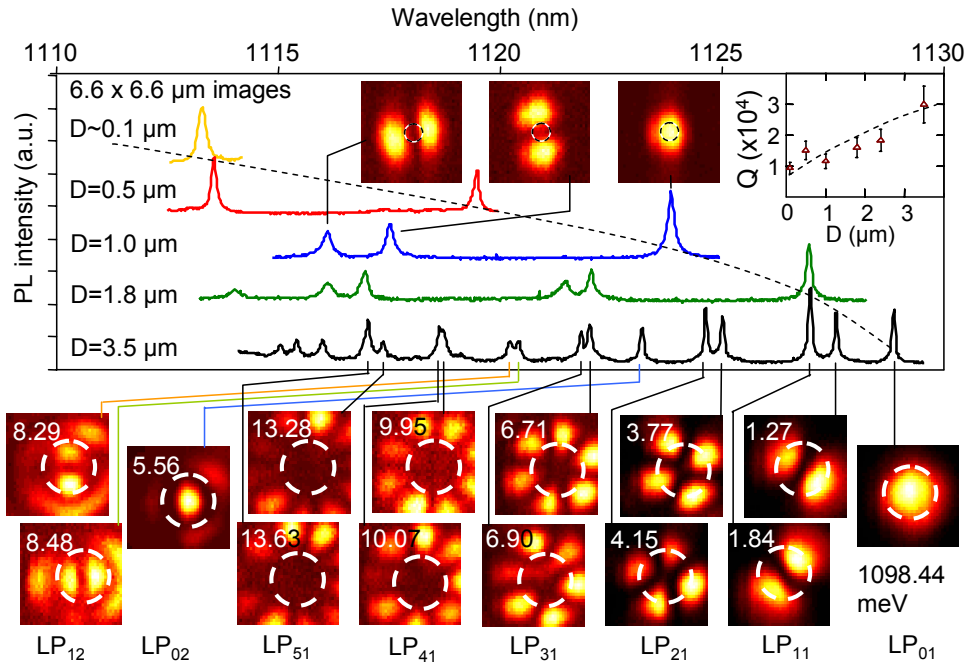 Wavelength (nm)
1110 1115 1120 1125 1130
6.6 x 6.6 µm images
D~0.1 µm
D=0.5 µm
D=1.0 µm
D=1.8 µm
D=3.5 µm
PL intensity (a.u.)
Q (x10⁴)
3
2
1
0 1 2 3
D (µm)
8.29 5.56 13.28 9.95 6.71 3.77 1.27
8.48 13.63 10.07 6.90 4.15 1.84
1098.44
meV
LP₁₂ LP₀₂ LP₅₁ LP₄₁ LP₃₁ LP₂₁ LP₁₁ LP₀₁